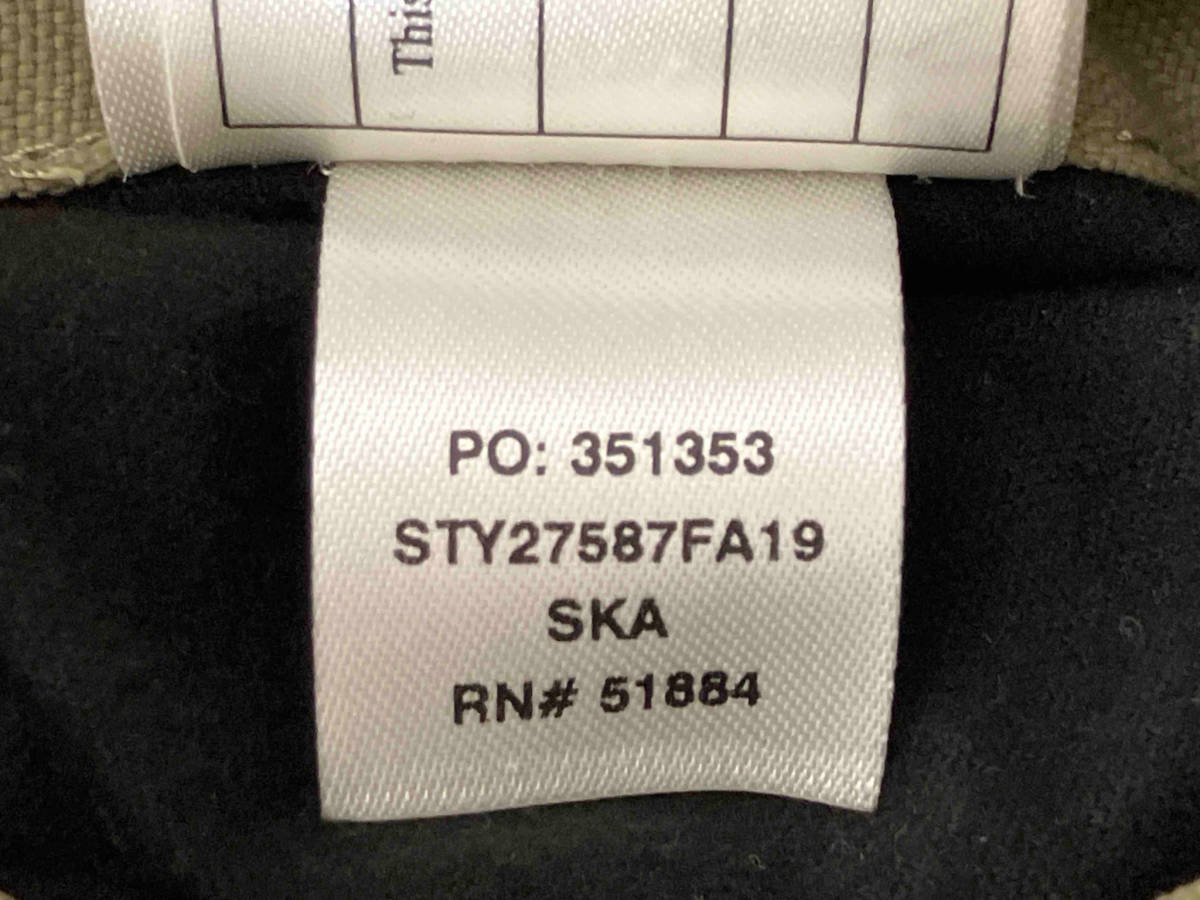 This
PO: 351353
STY27587FA19
SKA
RN# 51884